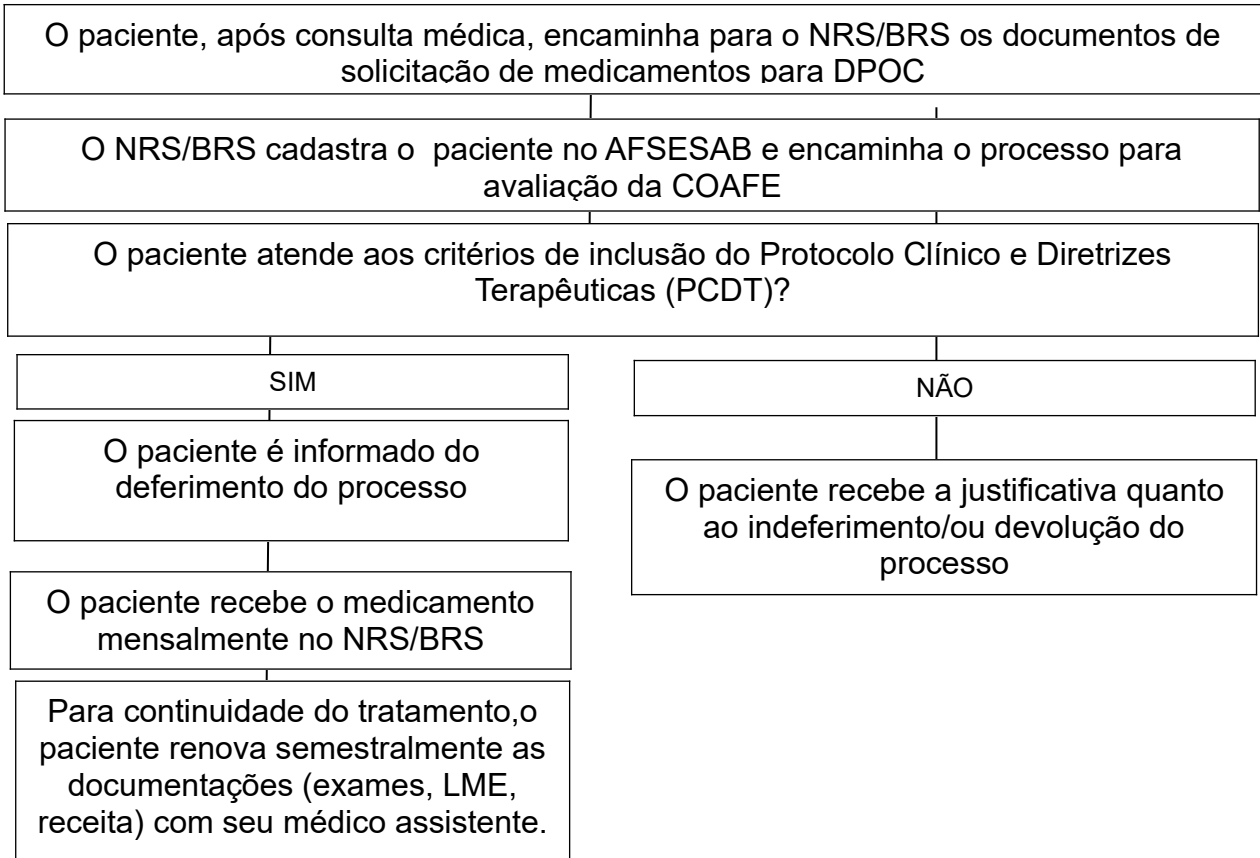 O paciente, após consulta médica, encaminha para o NRS/BRS os documentos de
solicitação de medicamentos para DPOC
O NRS/BRS cadastra o paciente no AFSESAB e encaminha o processo para
avaliação da COAFE
O paciente atende aos critérios de inclusão do Protocolo Clínico e Diretrizes
Terapêuticas (PCDT)?
SIM
NÃO
O paciente é informado do
deferimento do processo
O paciente recebe a justificativa quanto
ao indeferimento/ou devolução do
processo
O paciente recebe o medicamento
mensalmente no NRS/BRS
Para continuidade do tratamento,o
paciente renova semestralmente as
documentações (exames, LME,
receita) com seu médico assistente.